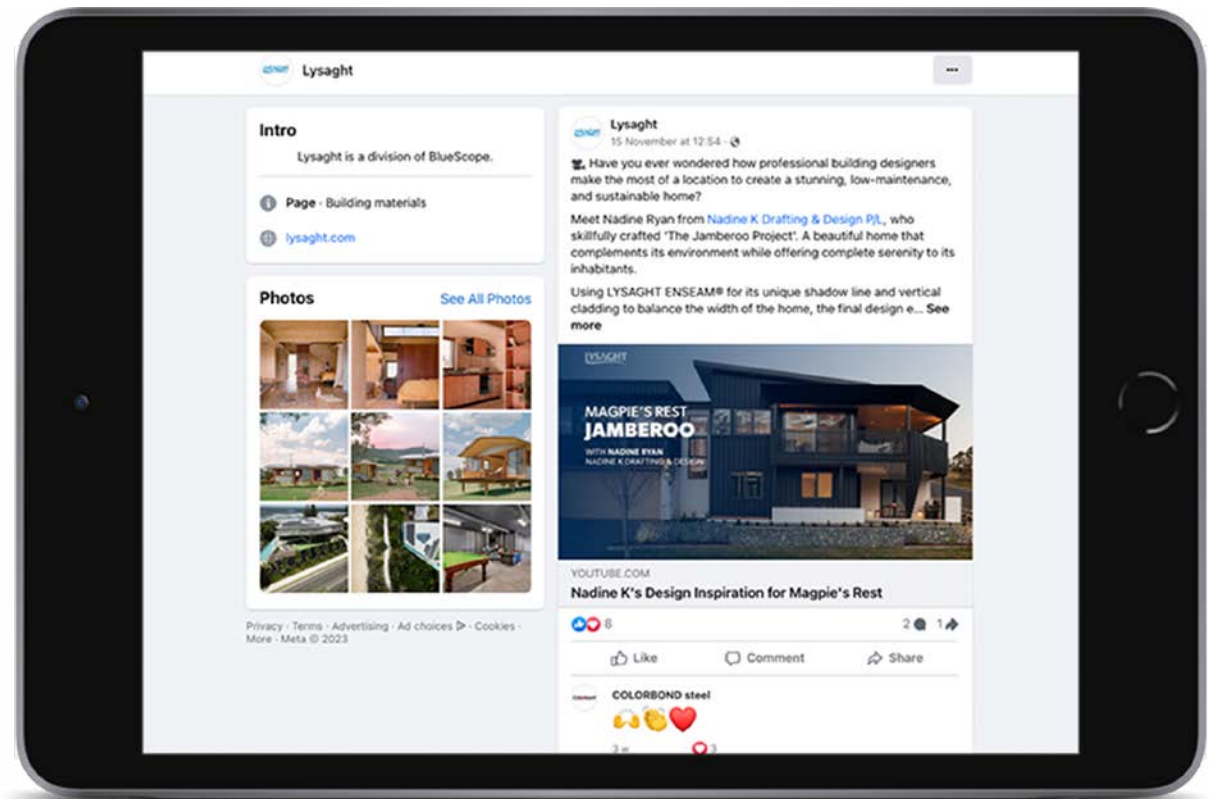 Lysaght
Lysaght
...
Intro
Lysaght is a division of BlueScope.
Page · Building materials
lysaght.com
Photos
See All Photos
Privacy · Terms · Advertising · Ad choices · Cookies ·
More · Meta © 2023
Lysaght
Lysaght
15 November at 12:54 ·
Have you ever wondered how professional building designers
make the most of a location to create a stunning, low-maintenance,
and sustainable home?
Meet Nadine Ryan from Nadine K Drafting & Design P/L, who
skillfully crafted 'The Jamberoo Project'. A beautiful home that
complements its environment while offering complete serenity to its
inhabitants.
Using LYSAGHT ENSEAM® for its unique shadow line and vertical
cladding to balance the width of the home, the final design e... See
more
LYSAGHT
MAGPIE'S REST
JAMBEROO
WITH NADINE RYAN
NADINE K DRAFTING & DESIGN
YOUTUBE.COM
Nadine K's Design Inspiration for Magpie's Rest
8
2 1
Like Comment Share
COLORBOND steel
3 w 3